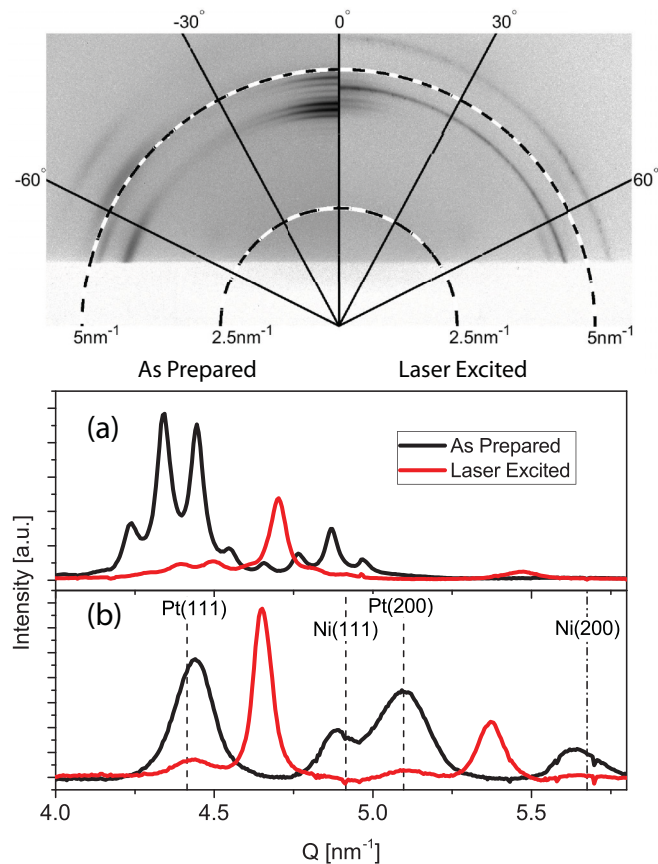 -30° 0° 30°
-60° 60°
5nm⁻¹ 2.5nm⁻¹ 2.5nm⁻¹ 5nm⁻¹
As Prepared Laser Excited
(a)
As Prepared
Laser Excited
Intensity [a.u.]
(b)
Pt(111)
Ni(111)
Pt(200)
Ni(200)
4.0 4.5 5.0 5.5
Q [nm⁻¹]